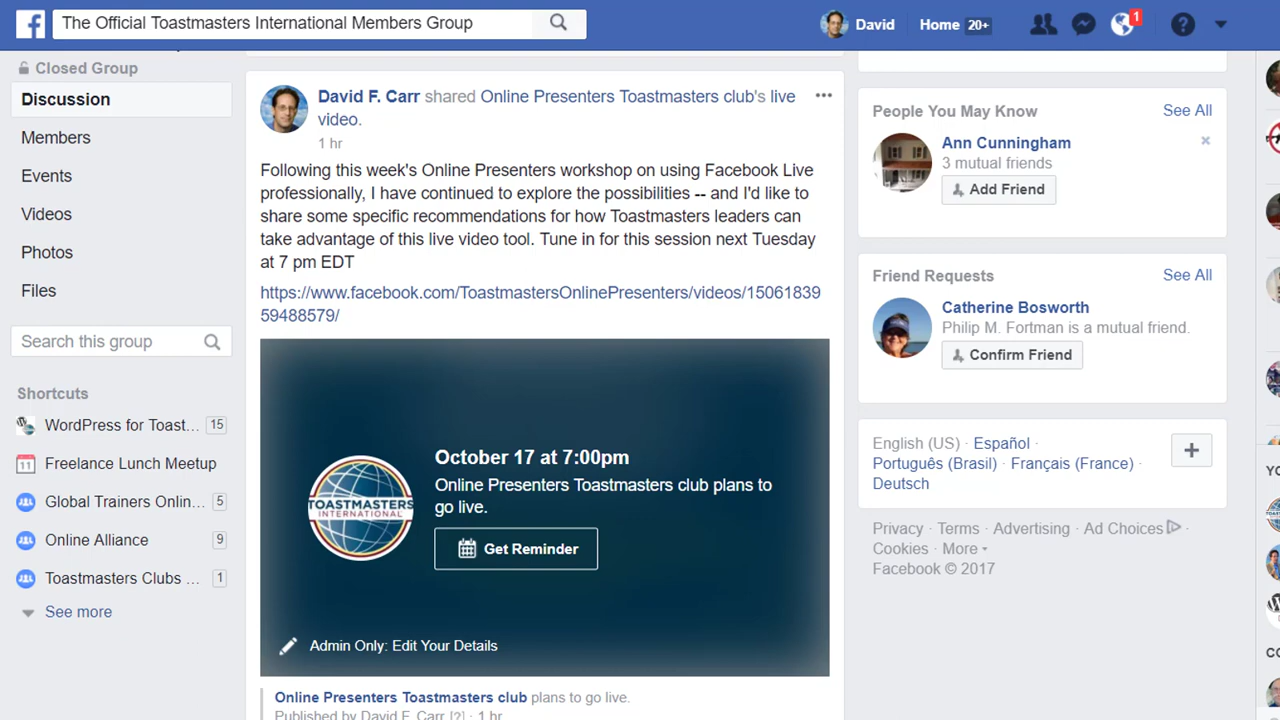 The Official Toastmasters International Members Group
David
Home 20+
1
Closed Group
Discussion
Members
Events
Videos
Photos
Files
Search this group
Shortcuts
WordPress for Toast... 15
11 Freelance Lunch Meetup
Global Trainers Onlin... 5
Online Alliance 9
Toastmasters Clubs ... 1
See more
David F. Carr shared Online Presenters Toastmasters club's live
video.
1 hr
Following this week's Online Presenters workshop on using Facebook Live
professionally, I have continued to explore the possibilities -- and I'd like to
share some specific recommendations for how Toastmasters leaders can
take advantage of this live video tool. Tune in for this session next Tuesday
at 7 pm EDT
https://www.facebook.com/ToastmastersOnlinePresenters/videos/15061839
59488579/
TOASTMASTERS
INTERNATIONAL
October 17 at 7:00pm
Online Presenters Toastmasters club plans to
go live.
Get Reminder
Admin Only: Edit Your Details
Online Presenters Toastmasters club plans to go live.
Published by David F. Carr [?] · 1 hr
People You May Know
See All
Ann Cunningham
3 mutual friends
Add Friend
Friend Requests
See All
Catherine Bosworth
Philip M. Fortman is a mutual friend.
Confirm Friend
English (US) · Español ·
Português (Brasil) · Français (France) ·
Deutsch
Privacy · Terms · Advertising · Ad Choices ·
Cookies · More
Facebook © 2017
YO
CO